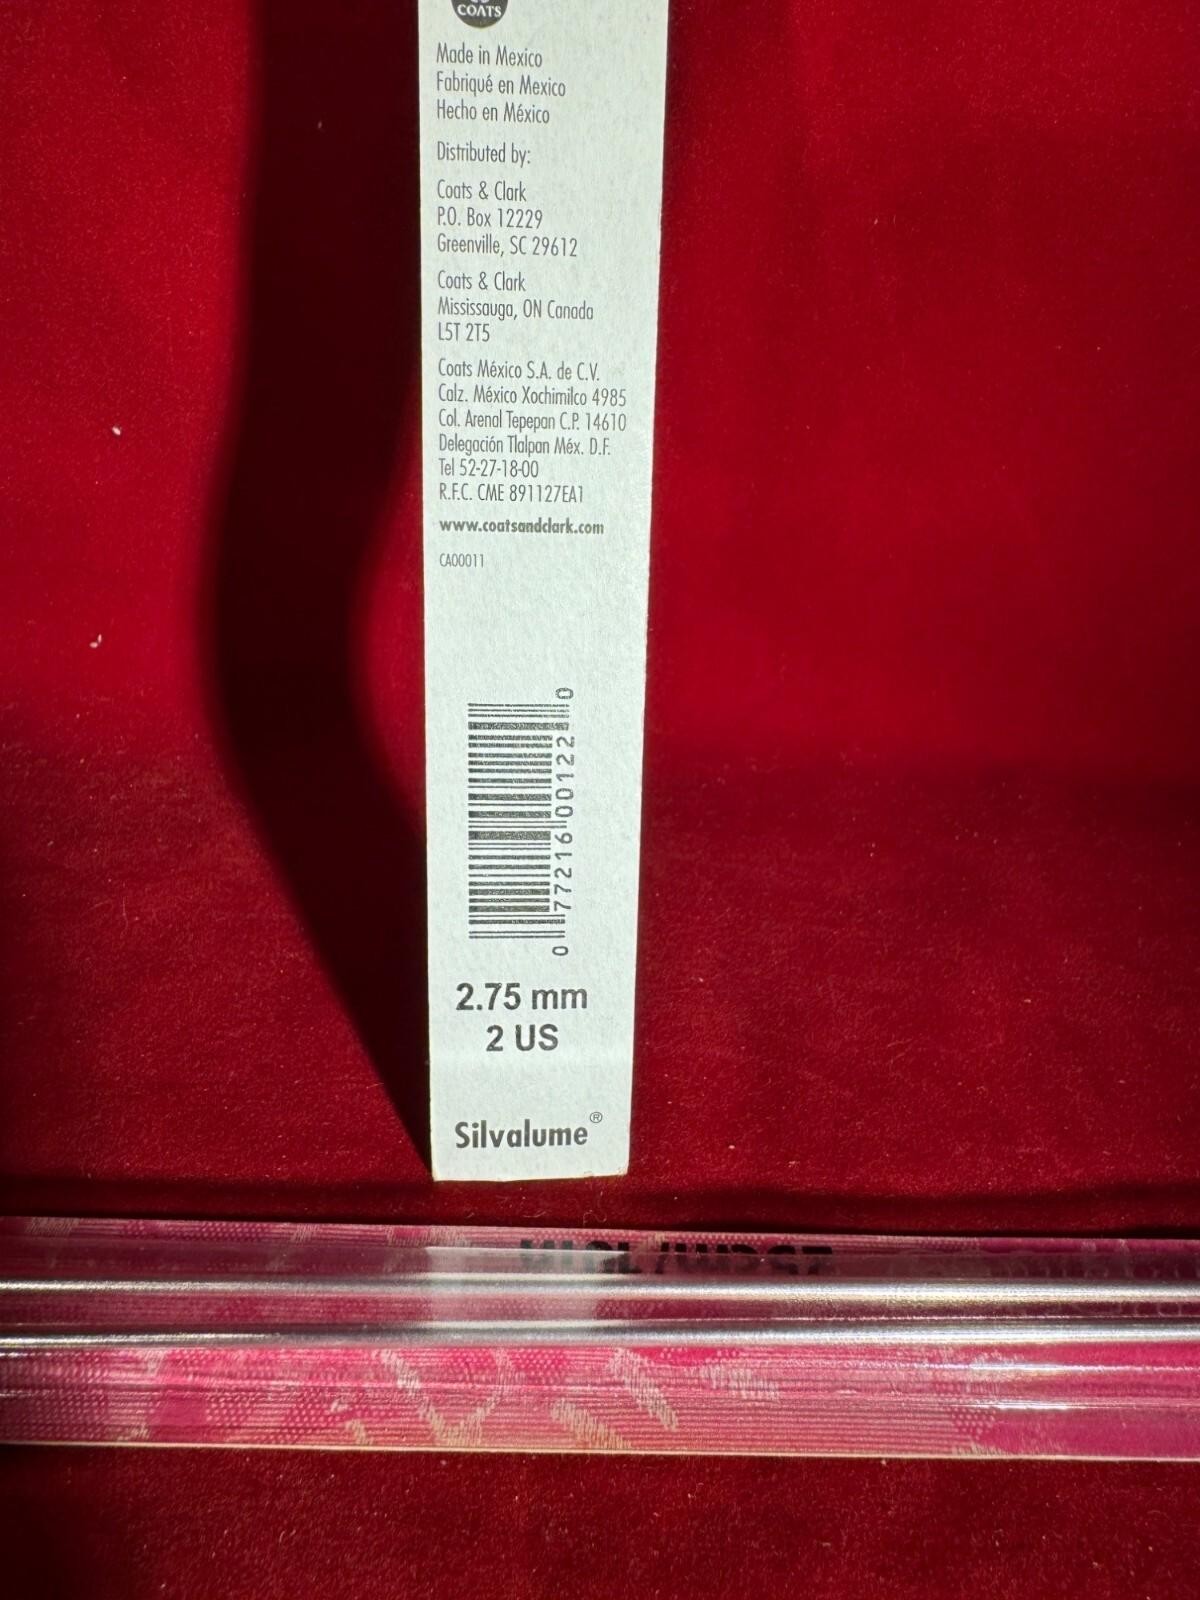 COATS
Made in Mexico
Fabriqué en Mexico
Hecho en México
Distributed by:
Coats & Clark
P.O. Box 12229
Greenville, SC 29612
Coats & Clark
Mississauga, ON Canada
L5T 2T5
Coats México S.A. de C.V.
Calz. México Xochimilco 4985
Col. Arenal Tepepan C.P. 14610
Delegación Tlalpan Méx. D.F.
Tel 52-27-18-00
R.F.C. CME 891127EA1
www.coatsandclark.com
CA00011
0 77216 00122 0
2.75 mm
2 US
Silvalume®